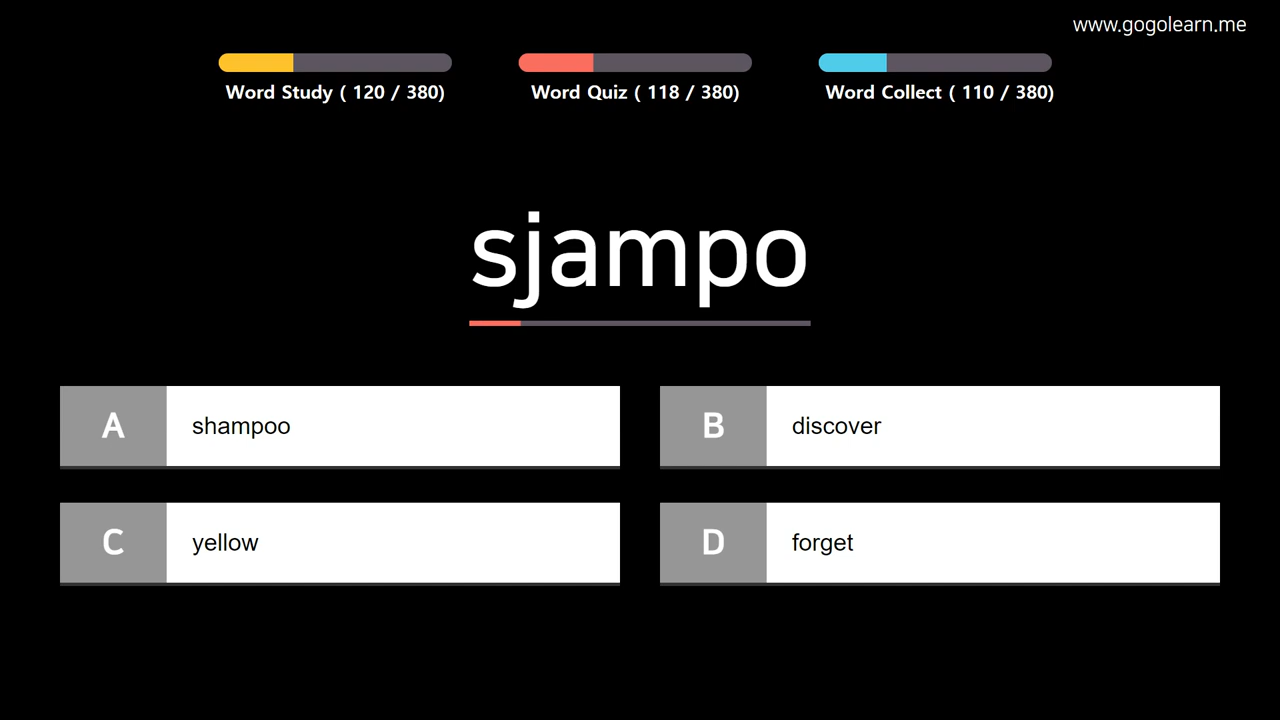 www.gogolearn.me
Word Study ( 120 / 380)
Word Quiz ( 118 / 380)
Word Collect ( 110 / 380)
sjampo
A shampoo
B discover
C yellow
D forget